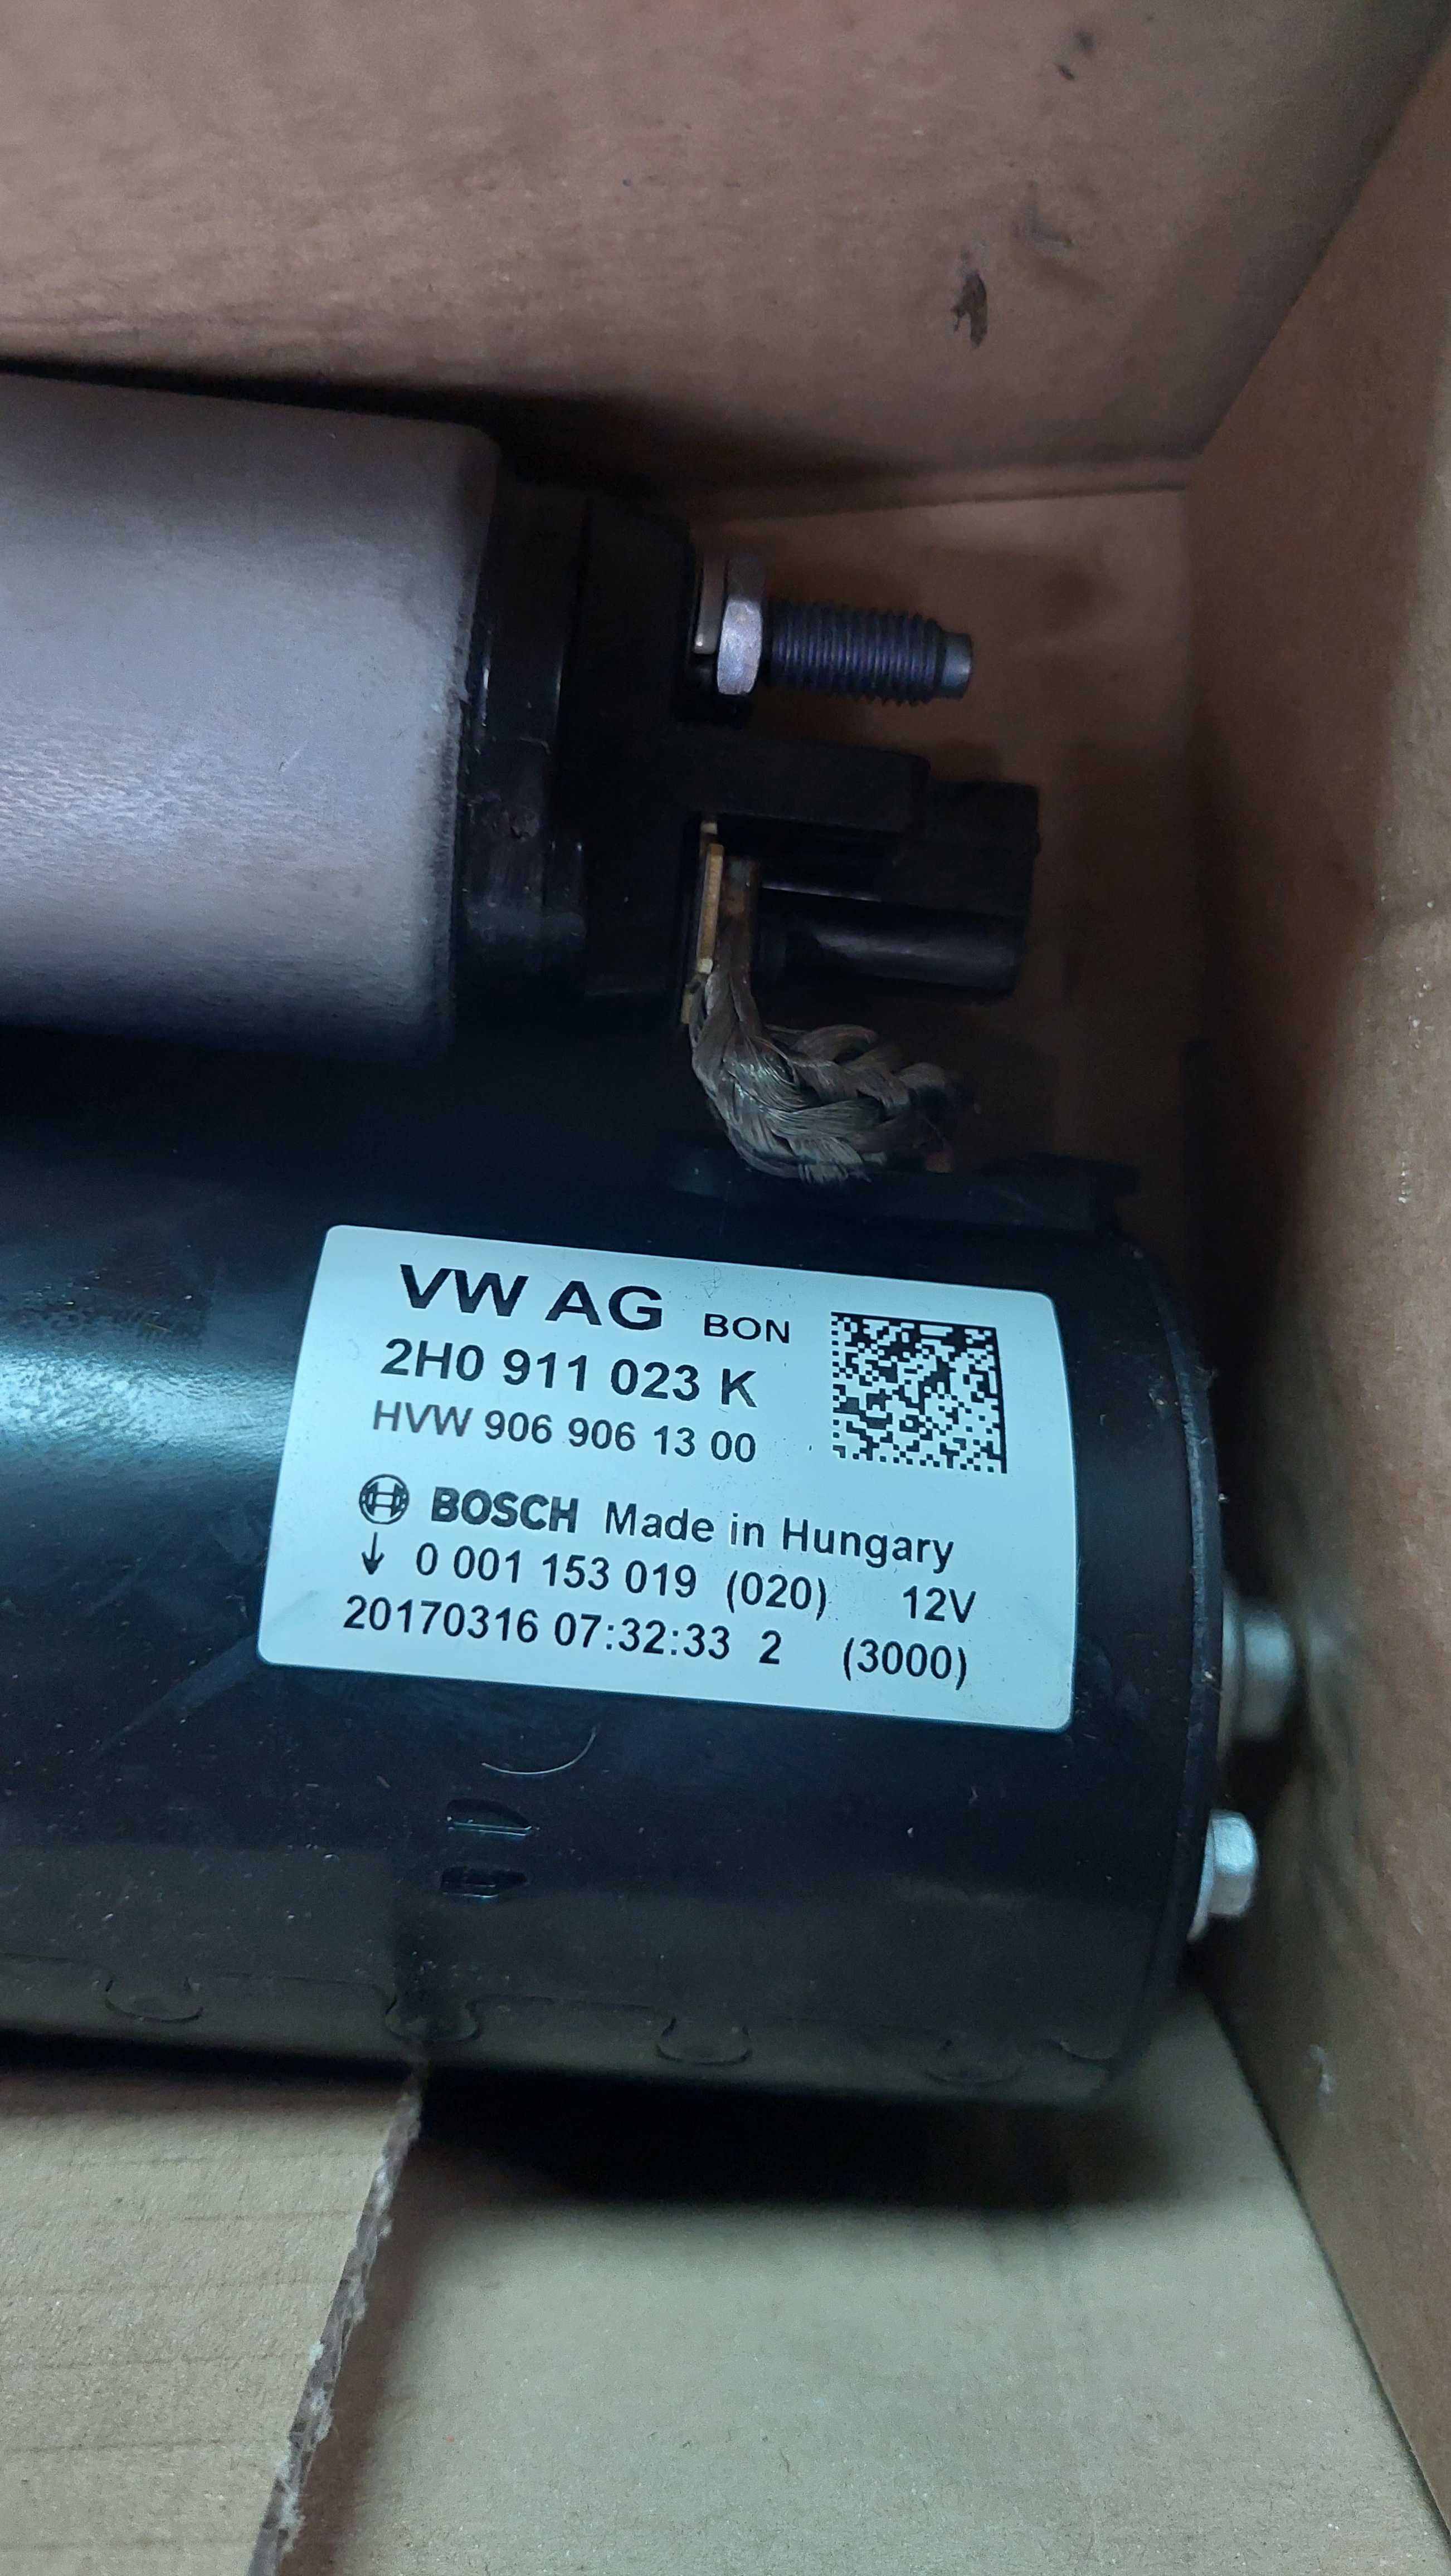 VW AG BON
2H0 911 023 K
HVW 906 906 13 00
BOSCH Made in Hungary
↓ 0 001 153 019 (020) 12V
20170316 07:32:33 2 (3000)